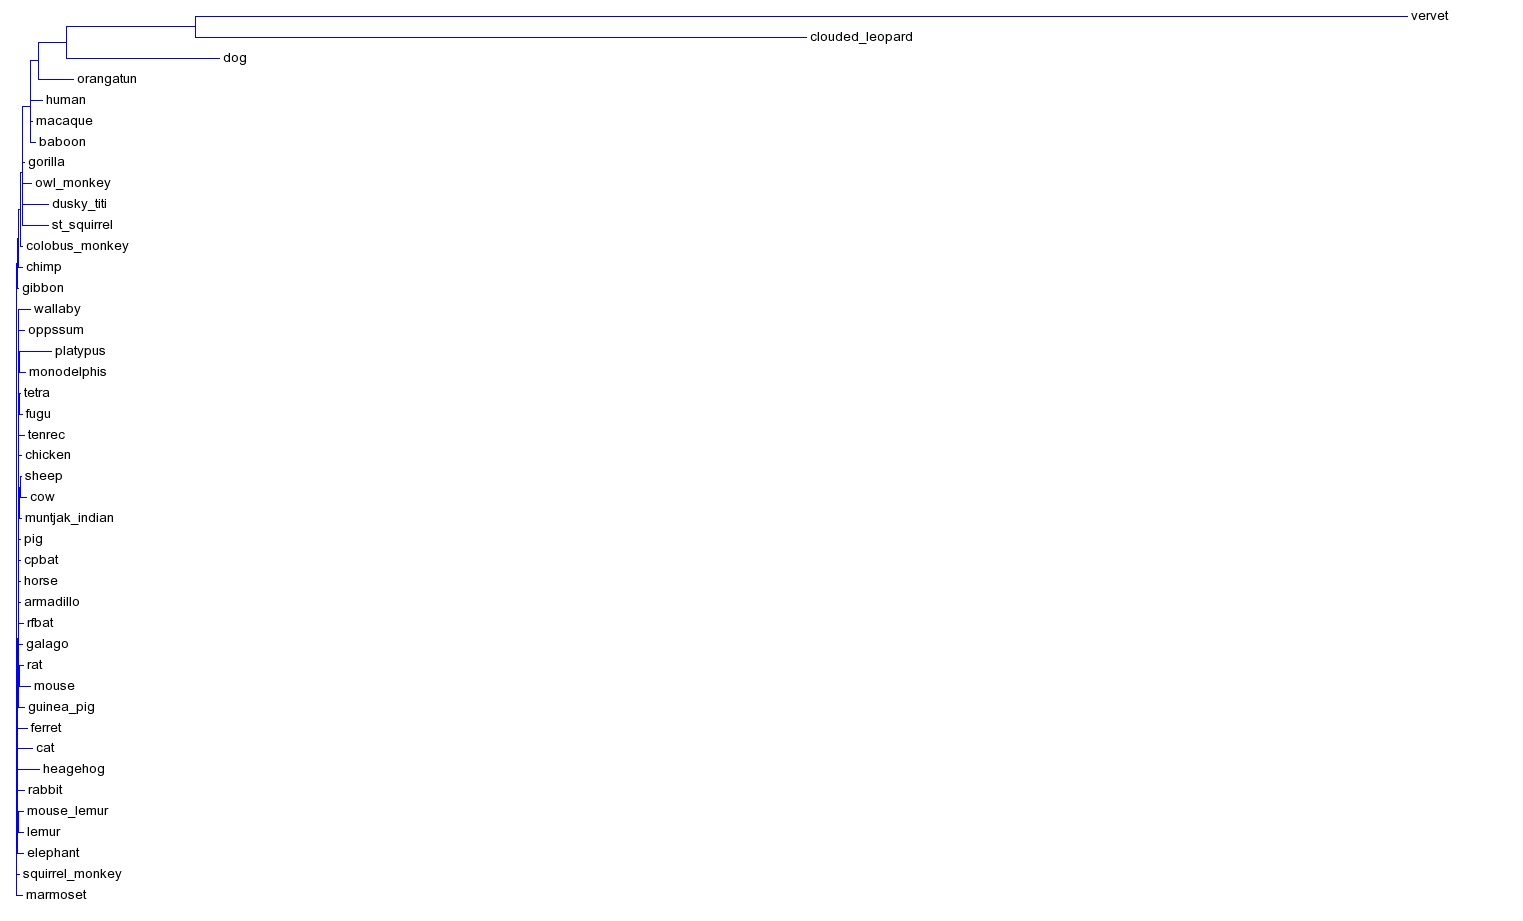 vervet
clouded_leopard
dog
orangatun
human
macaque
baboon
gorilla
owl_monkey
dusky_titi
st_squirrel
colobus_monkey
chimp
gibbon
wallaby
oppssum
platypus
monodelphis
tetra
fugu
tenrec
chicken
sheep
cow
muntjak_indian
pig
cpbat
horse
armadillo
rfbat
galago
rat
mouse
guinea_pig
ferret
cat
heagehog
rabbit
mouse_lemur
lemur
elephant
squirrel_monkey
marmoset